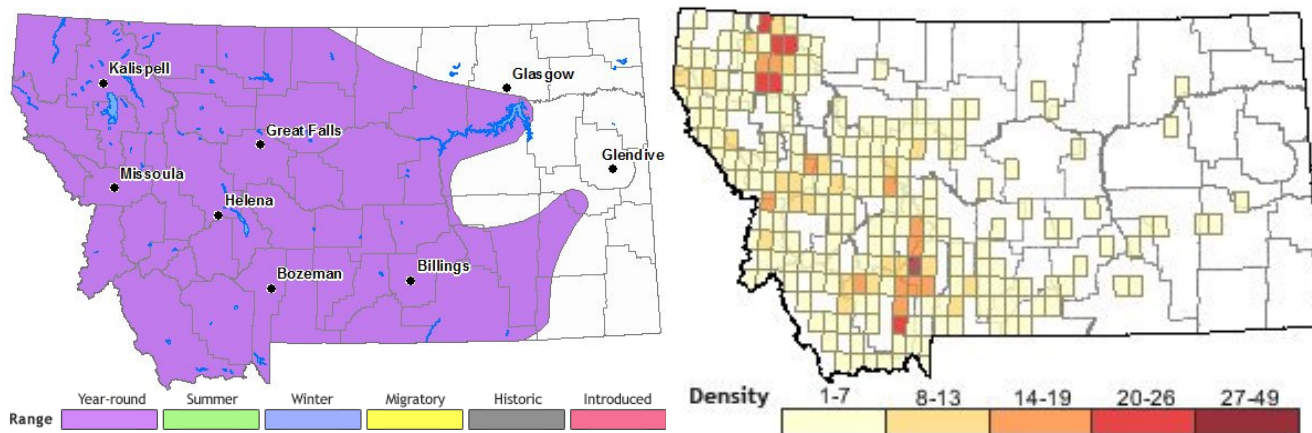 Kalispell
Glasgow
Great Falls
Glendive
Missoula
Helena
Bozeman
Billings
Range
Year-round
Summer
Winter
Migratory
Historic
Introduced
Density
1-7
8-13
14-19
20-26
27-49